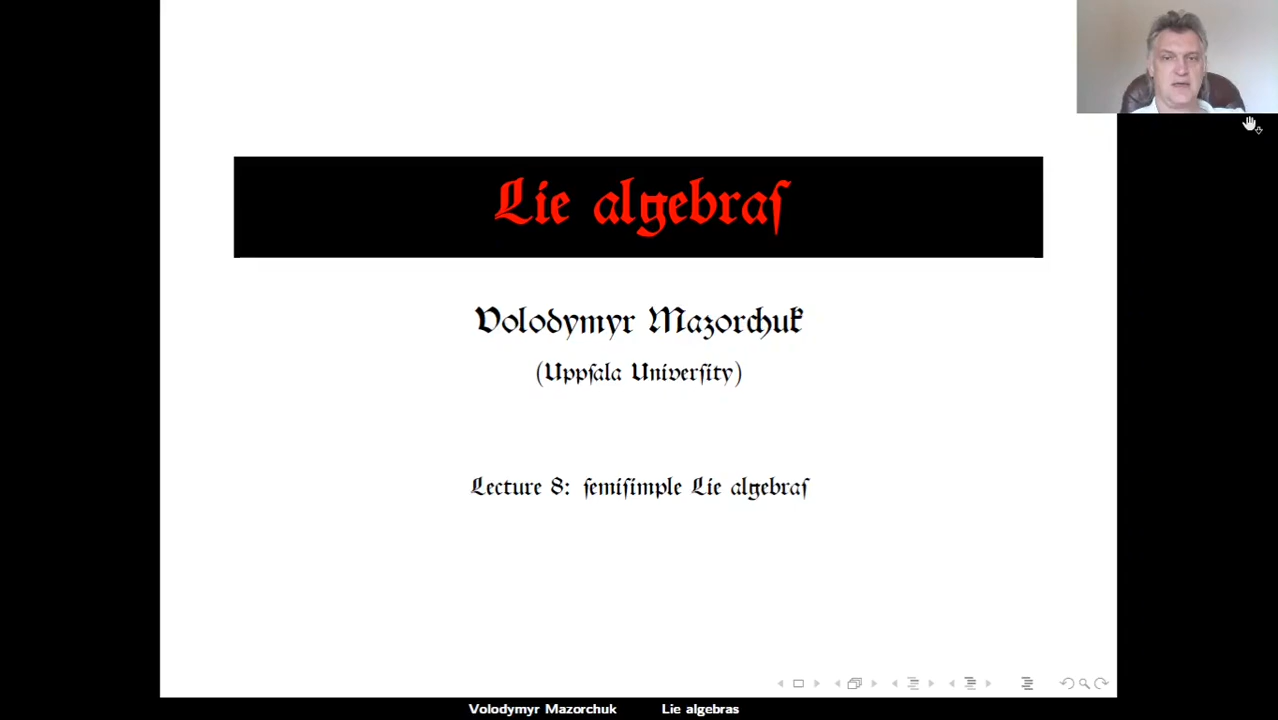 Lie algebraſ
Volodymyr Mazorchuk
(Uppſala Univerſity)
Lecture 8: ſemiſimple Lie algebraſ
Volodymyr Mazorchuk Lie algebras